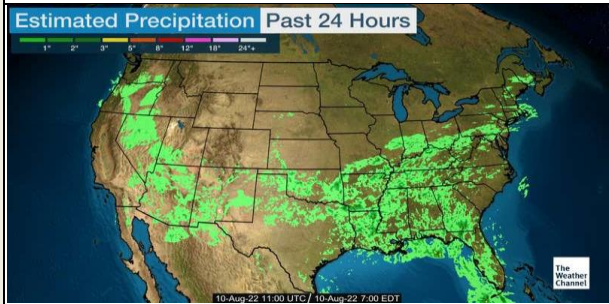 Estimated Precipitation Past 24 Hours
1" 2" 3" 5" 8" 12" 18" 24"+
The
Weather
Channel
10-Aug-22 11:00 UTC / 10-Aug-22 7:00 EDT